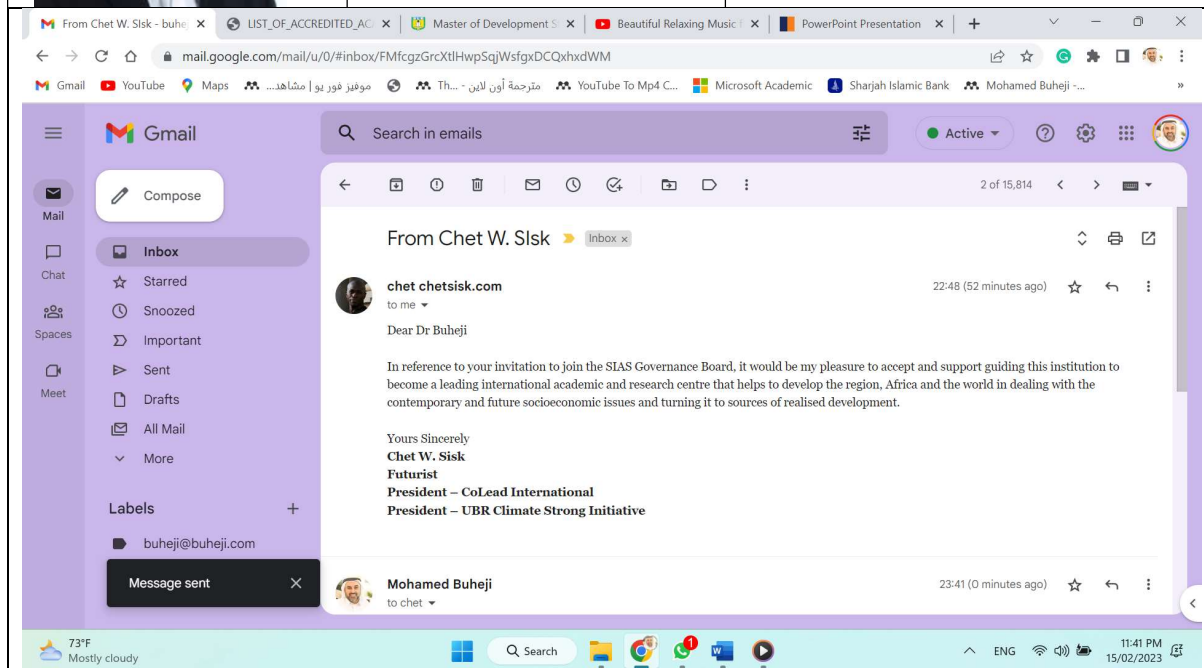 From Chet W. SIsk - buhe
LIST_OF_ACCREDITED_AC
Master of Development S
Beautiful Relaxing Music f
PowerPoint Presentation
mail.google.com/mail/u/0/#inbox/FMfcgzGrcXtlHwpSqjWsfgxDCQxhxdWM
Gmail
YouTube
Maps
موفيز فور يو | مشاهد...
Th... - مترجمة أون لاين
YouTube To Mp4 C...
Microsoft Academic
Sharjah Islamic Bank
Mohamed Buheji -...
»
Gmail
Search in emails
Active
Mail
Chat
Spaces
Meet
Compose
Inbox
Starred
Snoozed
Important
Sent
Drafts
All Mail
More
Labels
buheji@buheji.com
Message sent
2 of 15,814
From Chet W. SIsk
Inbox x
chet chetsisk.com
22:48 (52 minutes ago)
to me
Dear Dr Buheji
In reference to your invitation to join the SIAS Governance Board, it would be my pleasure to accept and support guiding this institution to
become a leading international academic and research centre that helps to develop the region, Africa and the world in dealing with the
contemporary and future socioeconomic issues and turning it to sources of realised development.
Yours Sincerely
Chet W. Sisk
Futurist
President – CoLead International
President – UBR Climate Strong Initiative
Mohamed Buheji
23:41 (0 minutes ago)
to chet
73°F
Mostly cloudy
Search
1
ENG
11:41 PM
15/02/2023